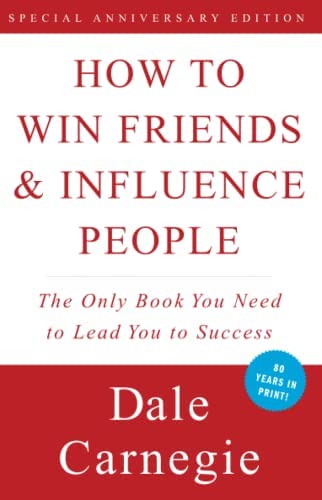 SPECIAL ANNIVERSARY EDITION
HOW TO
WIN FRIENDS
& INFLUENCE
PEOPLE
The Only Book You Need
to Lead You to Success
80
YEARS IN
PRINT!
Dale
Carnegie